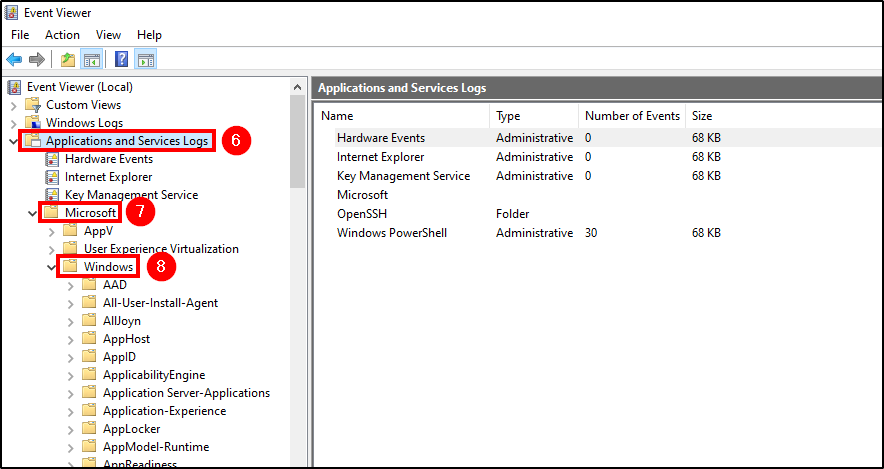 Event Viewer
File Action View Help
Event Viewer (Local)
Custom Views
Windows Logs
Applications and Services Logs 6
Hardware Events
Internet Explorer
Key Management Service
Microsoft 7
AppV
User Experience Virtualization
Windows 8
AAD
All-User-Install-Agent
AllJoyn
AppHost
AppID
ApplicabilityEngine
Application Server-Applications
Application-Experience
AppLocker
AppModel-Runtime
AppReadiness
Applications and Services Logs
Name Type Number of Events Size
Hardware Events Administrative 0 68 KB
Internet Explorer Administrative 0 68 KB
Key Management Service Administrative 0 68 KB
Microsoft
OpenSSH Folder
Windows PowerShell Administrative 30 68 KB